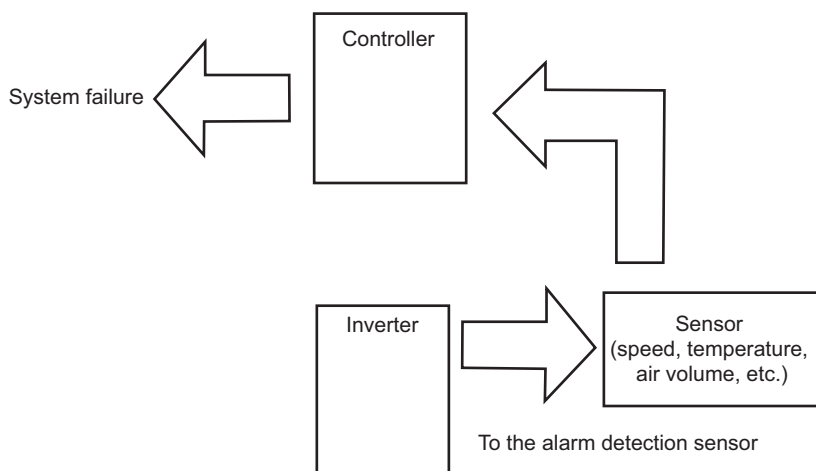 Controller
System failure
Inverter
Sensor
(speed, temperature,
air volume, etc.)
To the alarm detection sensor